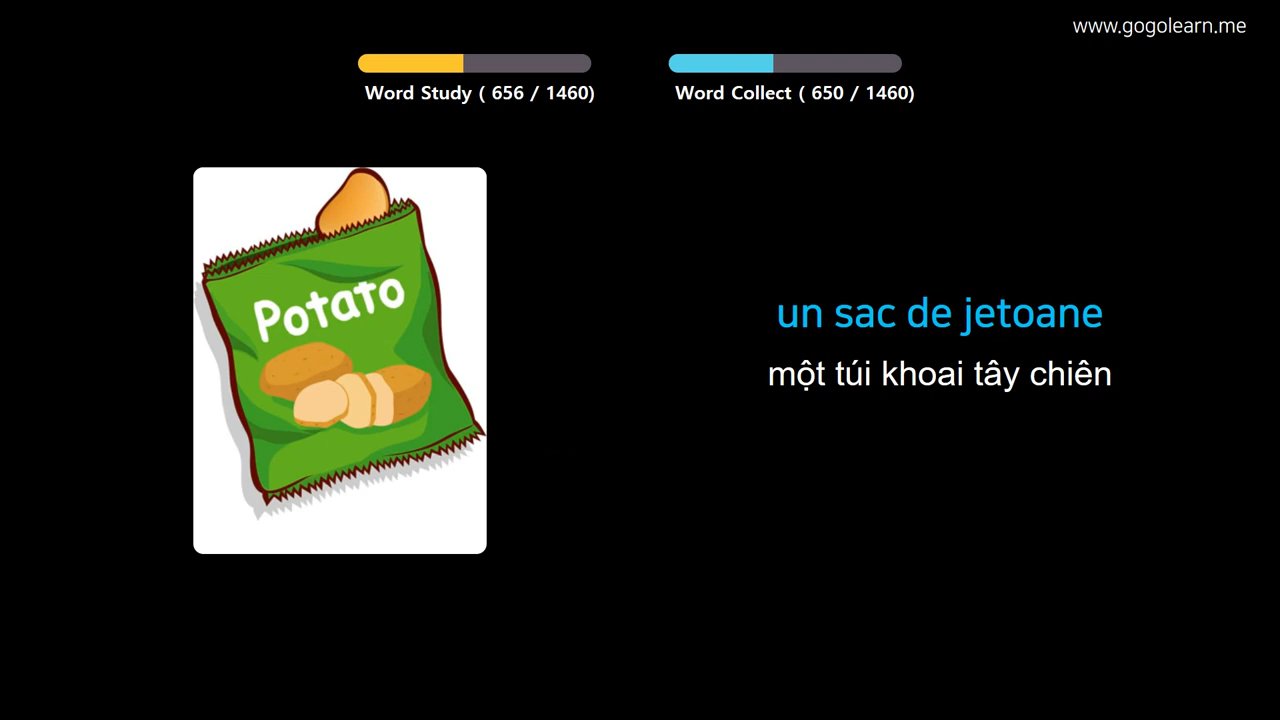 www.gogolearn.me
Word Study ( 656 / 1460)
Word Collect ( 650 / 1460)
Potato
un sac de jetoane
một túi khoai tây chiên